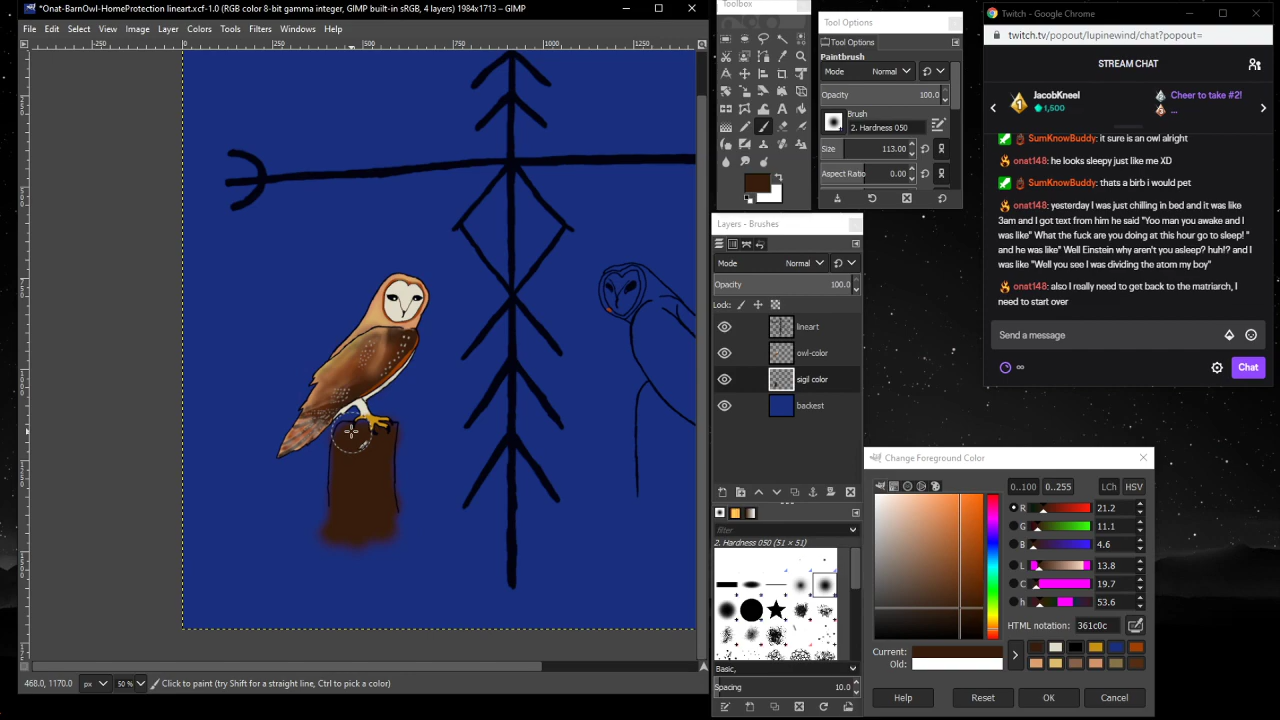 *Onat-BarnOwl-HomeProtection lineart.xcf-1.0 (RGB color 8-bit gamma integer, GIMP built-in sRGB, 4 layers) 1984x1713 – GIMP
File Edit Select View Image Layer Colors Tools Filters Windows Help
-250 0 250 500 750 1000 1250
468.0, 1170.0 px 50 % Click to paint (try Shift for a straight line, Ctrl to pick a color)
Toolbox
Tool Options
Tool Options
Paintbrush
Mode Normal
Opacity 100.0
Brush
2. Hardness 050
Size 113.00
Aspect Ratio 0.00
Layers - Brushes
Mode Normal
Opacity 100.0
Lock:
lineart
owl-color
sigil color
backest
filter
2. Hardness 050 (51 × 51)
Basic,
Spacing 10.0
Twitch - Google Chrome
twitch.tv/popout/lupinewind/chat?popout=
STREAM CHAT
1 JacobKneel
1,500
Cheer to take #2!
...
SumKnowBuddy: it sure is an owl alright
onat148: he looks sleepy just like me XD
SumKnowBuddy: thats a birb i would pet
onat148: yesterday I was just chilling in bed and it was like
3am and I got text from him he said "Yoo man you awake and I
was like" What the fuck are you doing at this hour go to sleep! "
and he was like" Well Einstein why aren't you asleep? huh!? and I
was like "Well you see I was dividing the atom my boy"
onat148: also I really need to get back to the matriarch, I
need to start over
Send a message
∞
Chat
Change Foreground Color
0..100 0..255 LCh HSV
R 21.2
G 11.1
B 4.6
L 13.8
C 19.7
h 53.6
HTML notation: 361c0c
Current:
Old:
Help Reset OK Cancel